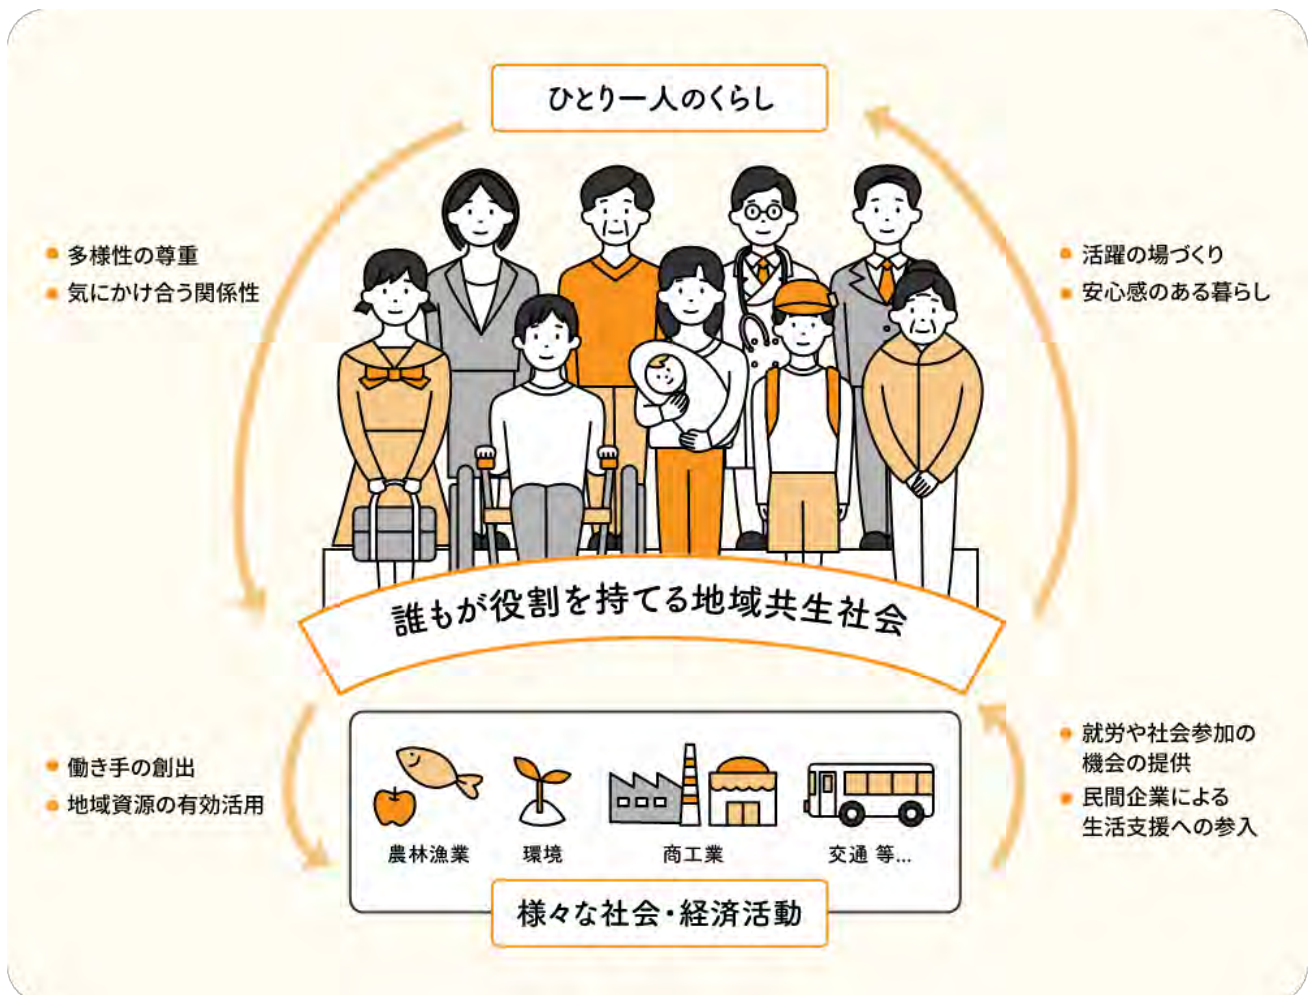 ひとり一人のくらし
多様性の尊重
気にかけ合う関係性
活躍の場づくり
安心感のある暮らし
誰もが役割を持てる地域共生社会
働き手の創出
地域資源の有効活用
就労や社会参加の
機会の提供
民間企業による
生活支援への参入
農林漁業
環境
商工業
交通 等...
様々な社会・経済活動